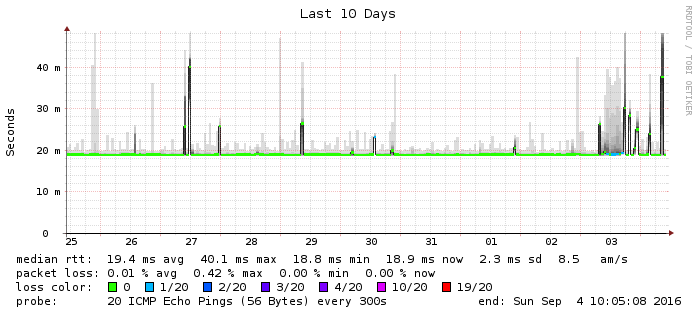 Last 10 Days
RRDTOOL / TOBI OETIKER
Seconds
40 m
30 m
20 m
10 m
0
25 26 27 28 29 30 31 01 02 03
median rtt: 19.4 ms avg 40.1 ms max 18.8 ms min 18.9 ms now 2.3 ms sd 8.5 am/s
packet loss: 0.01 % avg 0.42 % max 0.00 % min 0.00 % now
loss color: 0 1/20 2/20 3/20 4/20 10/20 19/20
probe: 20 ICMP Echo Pings (56 Bytes) every 300s end: Sun Sep 4 10:05:08 2016